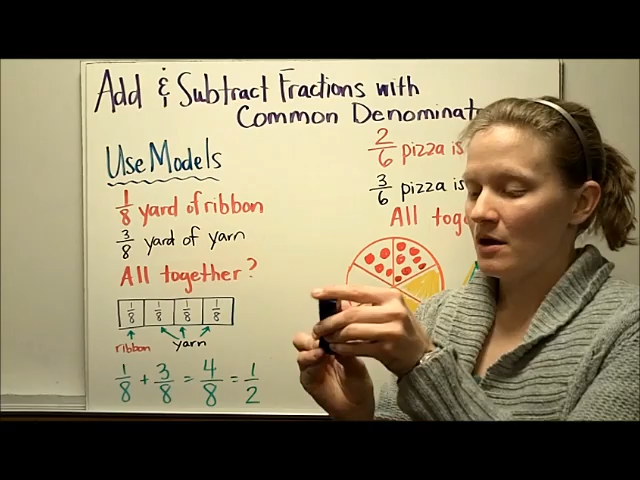 Add & Subtract Fractions with
Common Denominat
Use Models
1/8 yard of ribbon
3/8 yard of yarn
All together?
1/8 1/8 1/8 1/8
ribbon yarn
1/8 + 3/8 = 4/8 = 1/2
2/6 pizza is
3/6 pizza is
All tog